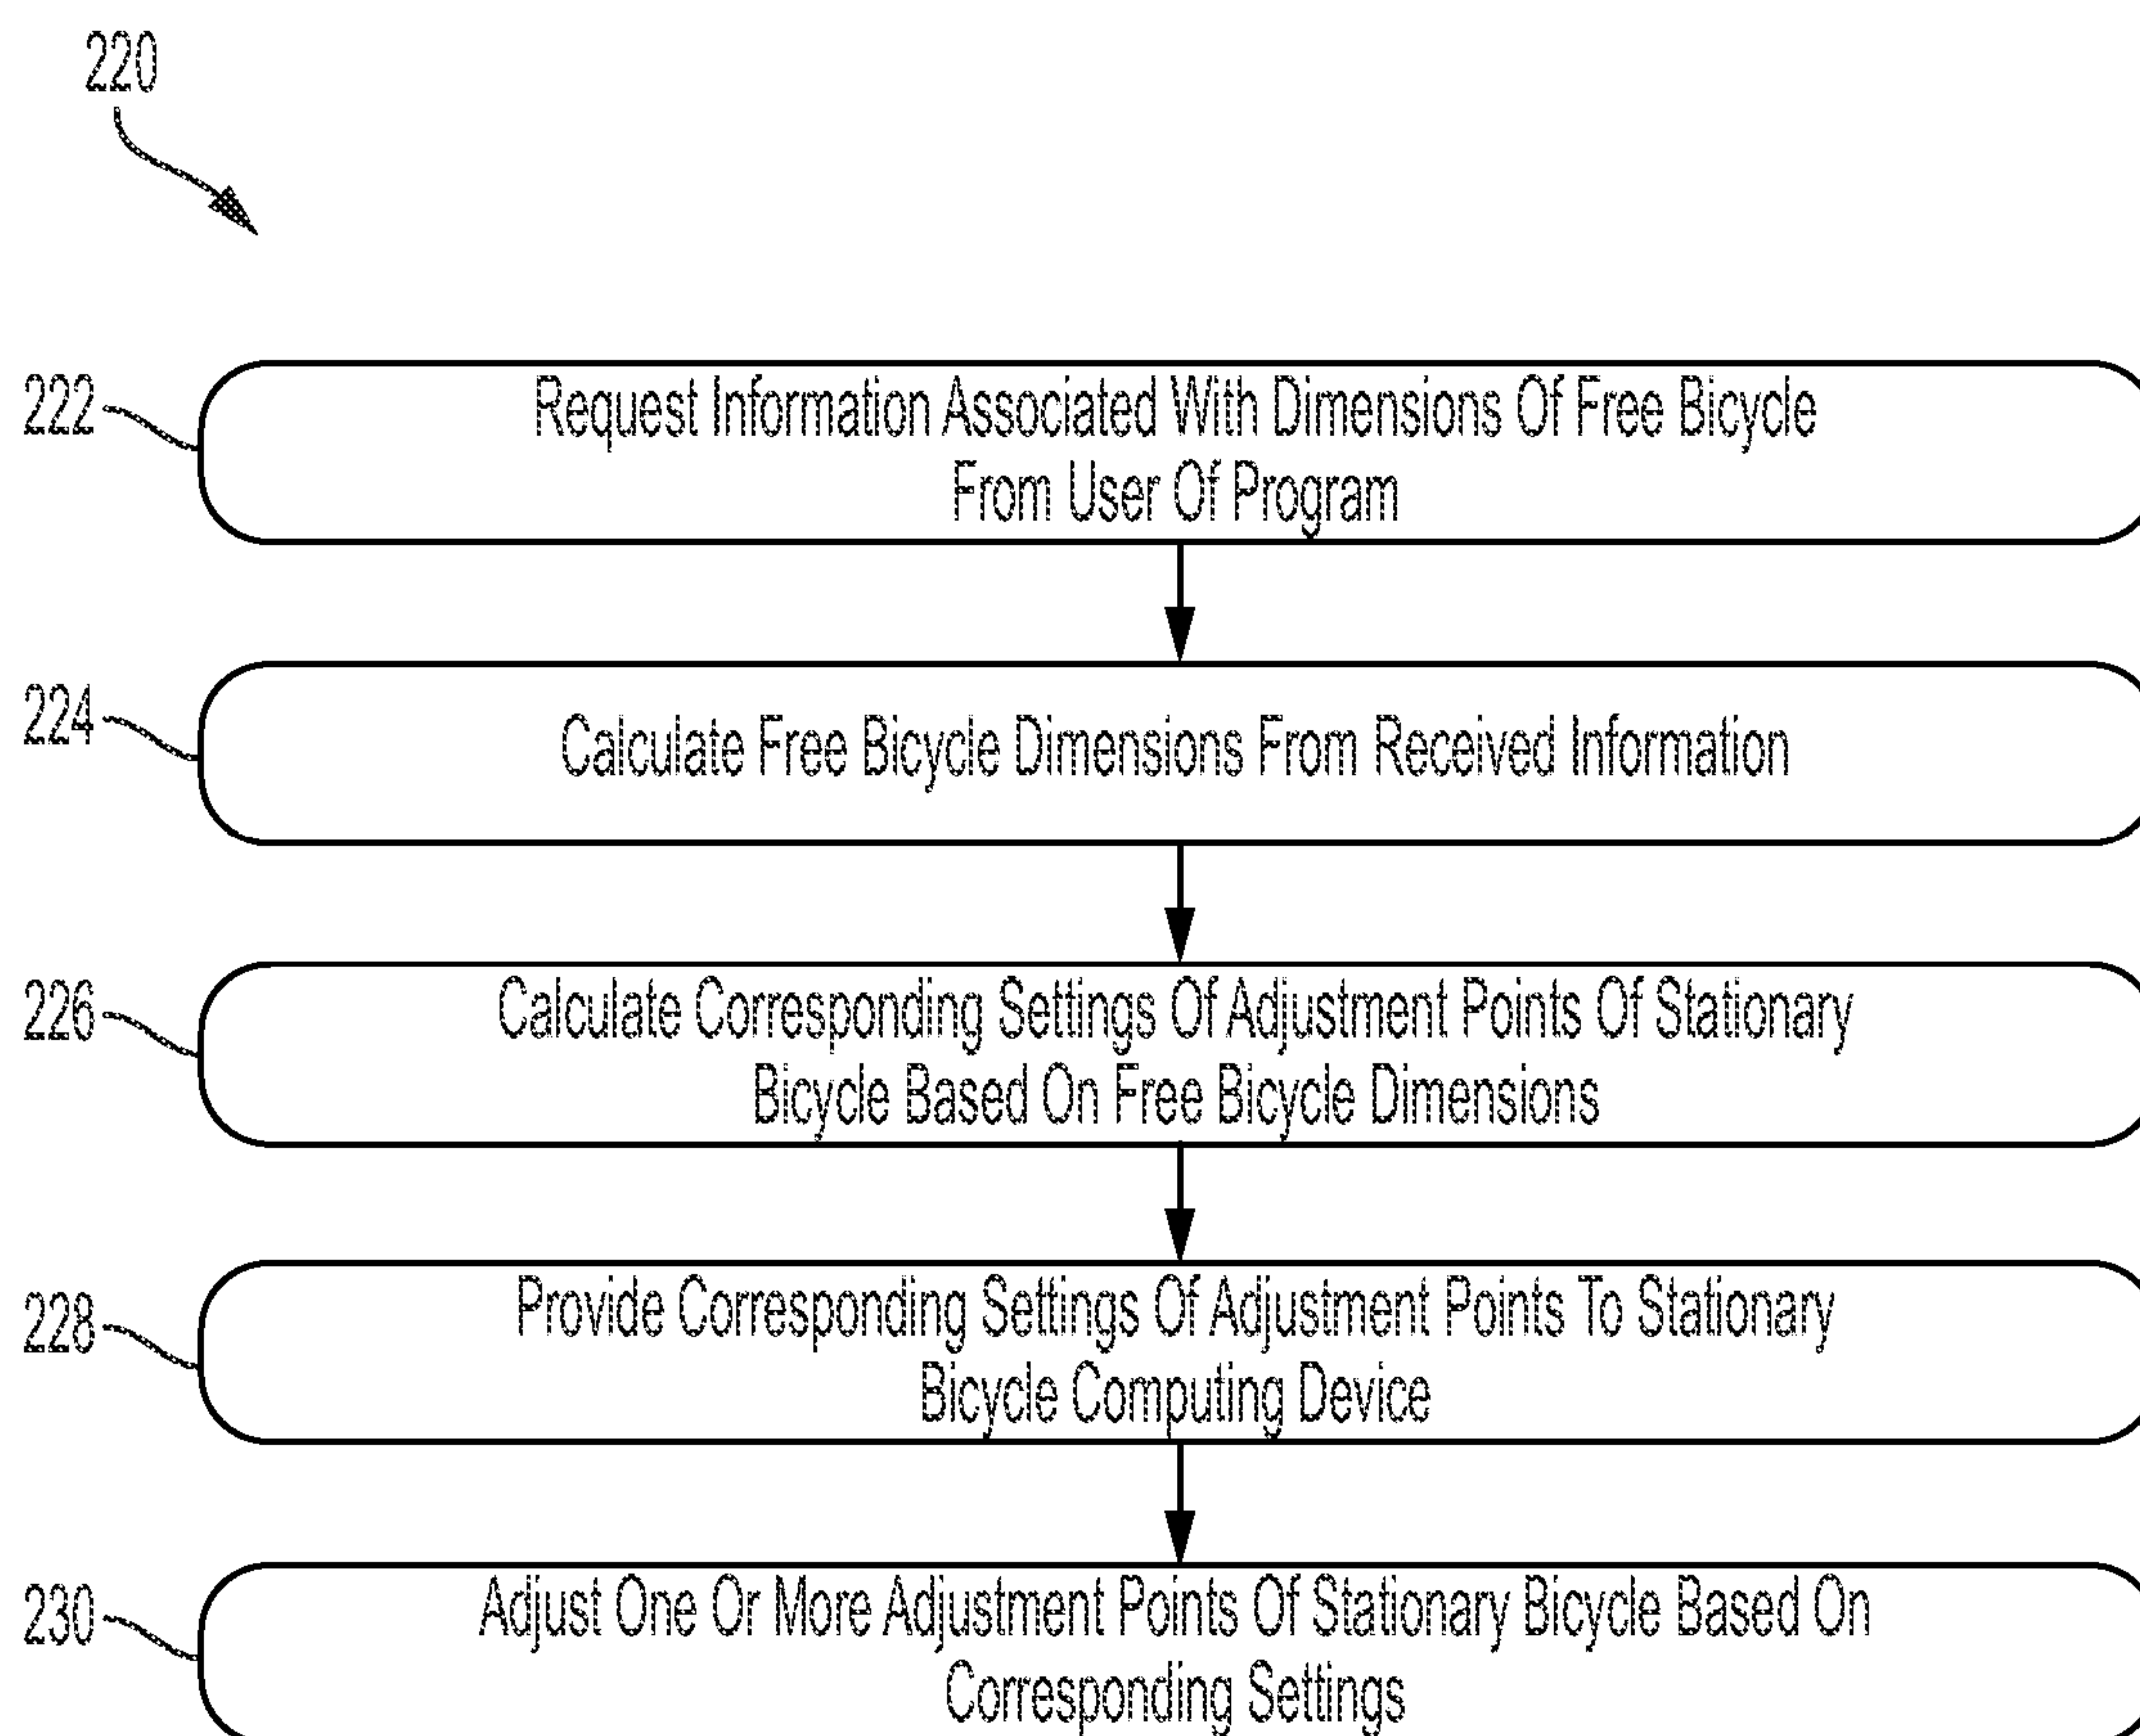 220
222
Request Information Associated With Dimensions Of Free Bicycle
From User Of Program
224
Calculate Free Bicycle Dimensions From Received Information
226
Calculate Corresponding Settings Of Adjustment Points Of Stationary
Bicycle Based On Free Bicycle Dimensions
228
Provide Corresponding Settings Of Adjustment Points To Stationary
Bicycle Computing Device
230
Adjust One Or More Adjustment Points Of Stationary Bicycle Based On
Corresponding Settings